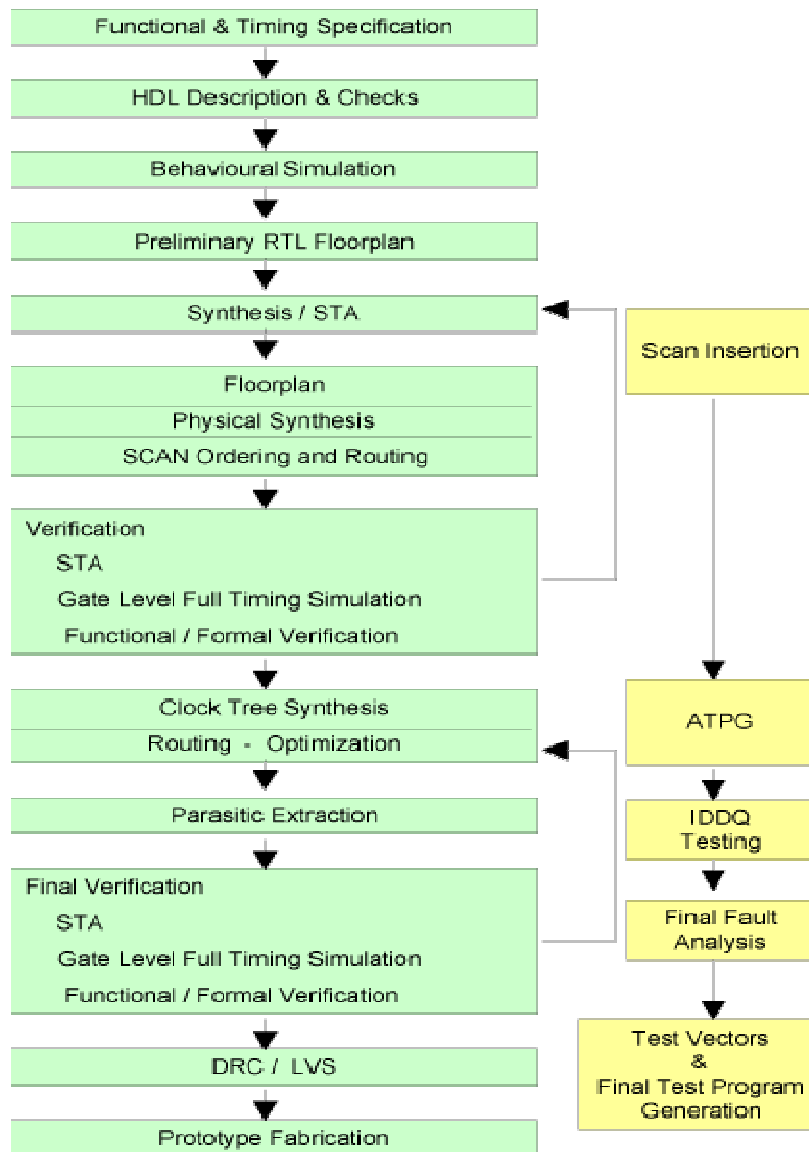 Functional & Timing Specification
HDL Description & Checks
Behavioural Simulation
Preliminary RTL Floorplan
Synthesis / STA
Floorplan
Physical Synthesis
SCAN Ordering and Routing
Verification
STA
Gate Level Full Timing Simulation
Functional / Formal Verification
Clock Tree Synthesis
Routing - Optimization
Parasitic Extraction
Final Verification
STA
Gate Level Full Timing Simulation
Functional / Formal Verification
DRC / LVS
Prototype Fabrication
Scan Insertion
ATPG
IDDQ
Testing
Final Fault
Analysis
Test Vectors
&
Final Test Program
Generation